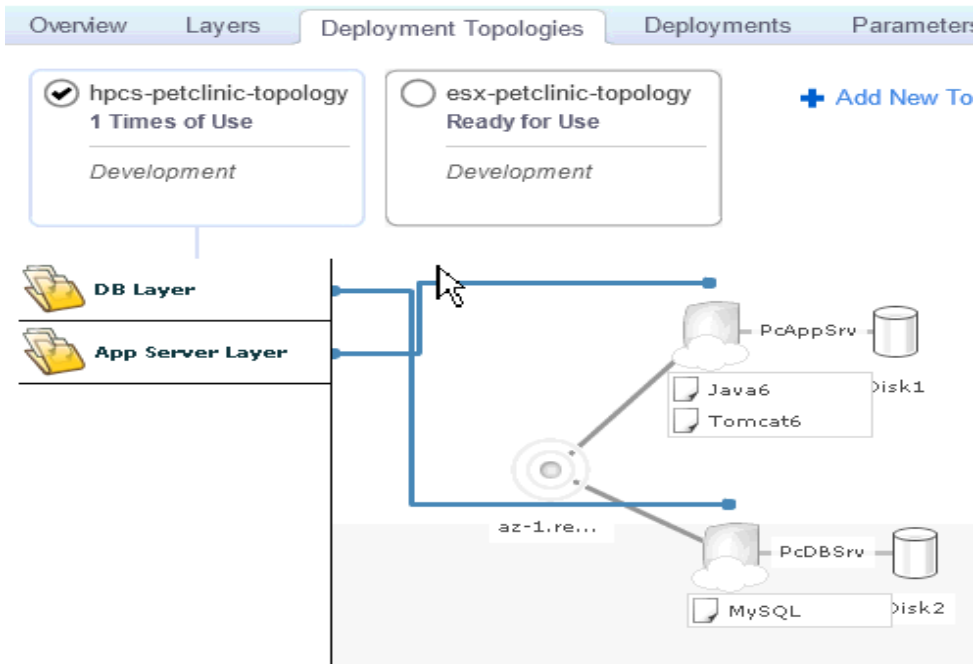 Overview Layers Deployment Topologies Deployments Parameters
hpcs-petclinic-topology
1 Times of Use
Development
esx-petclinic-topology
Ready for Use
Development
Add New To
DB Layer
App Server Layer
PcAppSrv
Disk1
Java6
Tomcat6
az-1.re...
PcDBSrv
Disk2
MySQL